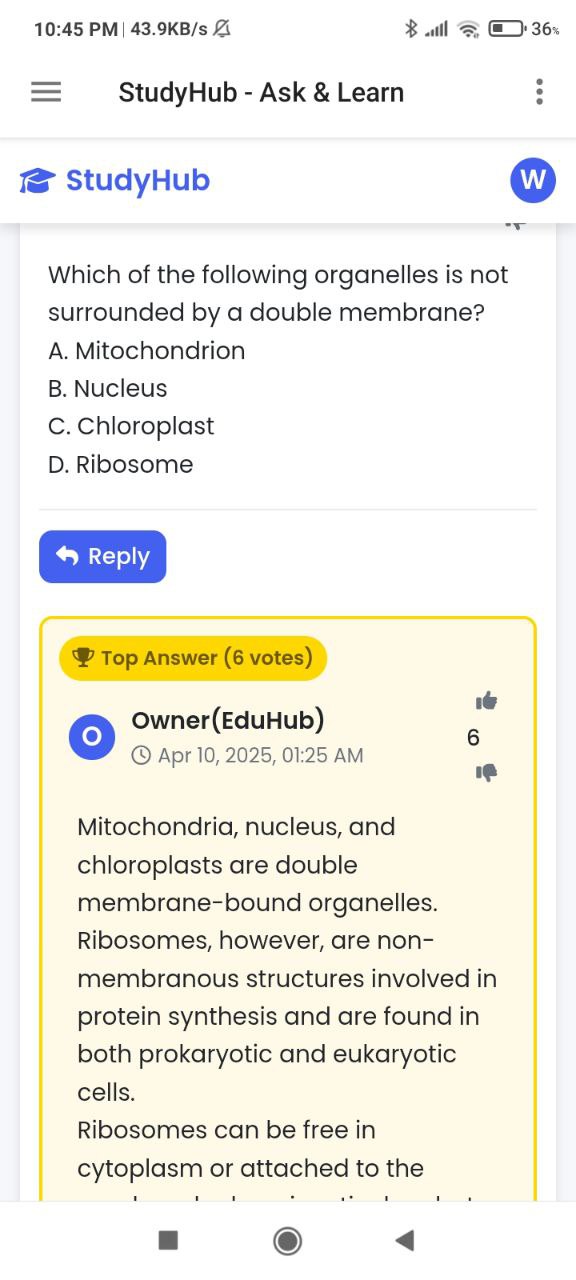 10:45 PM | 43.9KB/s
36%
StudyHub - Ask & Learn
StudyHub
W
Which of the following organelles is not
surrounded by a double membrane?
A. Mitochondrion
B. Nucleus
C. Chloroplast
D. Ribosome
Reply
Top Answer (6 votes)
O
Owner(EduHub)
Apr 10, 2025, 01:25 AM
6
Mitochondria, nucleus, and
chloroplasts are double
membrane-bound organelles.
Ribosomes, however, are non-
membranous structures involved in
protein synthesis and are found in
both prokaryotic and eukaryotic
cells.
Ribosomes can be free in
cytoplasm or attached to the